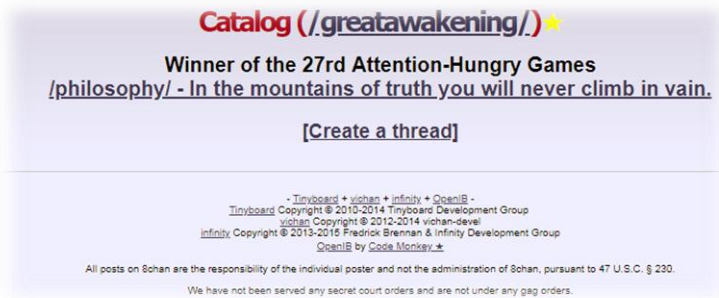 Catalog (/greatawakening/)★
Winner of the 27rd Attention-Hungry Games
/philosophy/ - In the mountains of truth you will never climb in vain.
[Create a thread]
- Tinyboard + vichan + infinity + OpenIB -
Tinyboard Copyright © 2010-2014 Tinyboard Development Group
vichan Copyright © 2012-2014 vichan-devel
infinity Copyright © 2013-2015 Fredrick Brennan & Infinity Development Group
OpenIB by Code Monkey ★
All posts on 8chan are the responsibility of the individual poster and not the administration of 8chan, pursuant to 47 U.S.C. § 230.
We have not been served any secret court orders and are not under any gag orders.